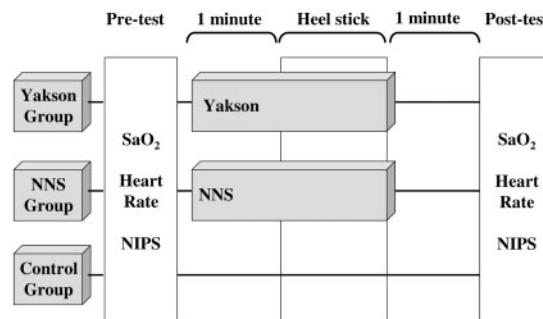 Pre-test 1 minute Heel stick 1 minute Post-test
Yakson
Group
Yakson
SaO₂
SaO₂
NNS
Group
NNS
Heart
Rate
Heart
Rate
NIPS
NIPS
Control
Group